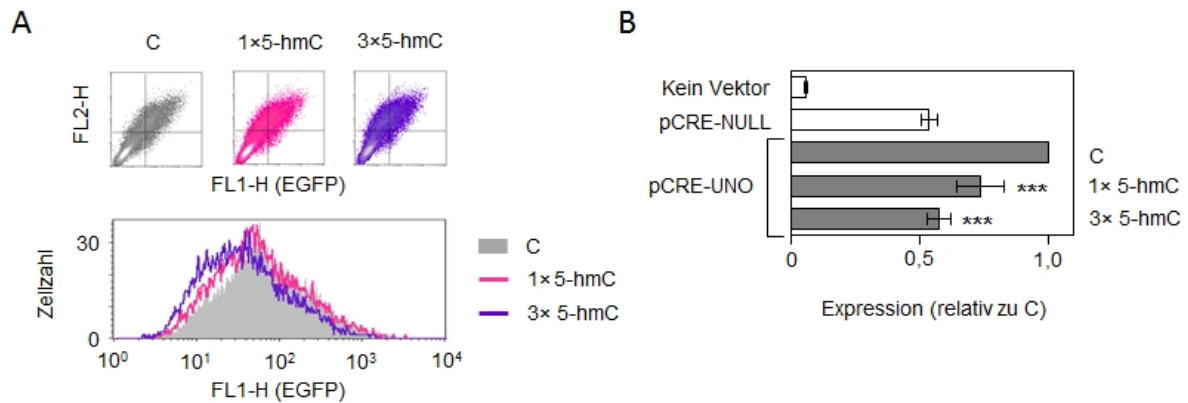 A
C
1×5-hmC
3×5-hmC
FL2-H
FL1-H (EGFP)
Zellzahl
30
0
10⁰
10¹
10²
10³
10⁴
FL1-H (EGFP)
C
1× 5-hmC
3× 5-hmC
B
Kein Vektor
pCRE-NULL
pCRE-UNO
C
*** 1× 5-hmC
*** 3× 5-hmC
0
0,5
1,0
Expression (relativ zu C)